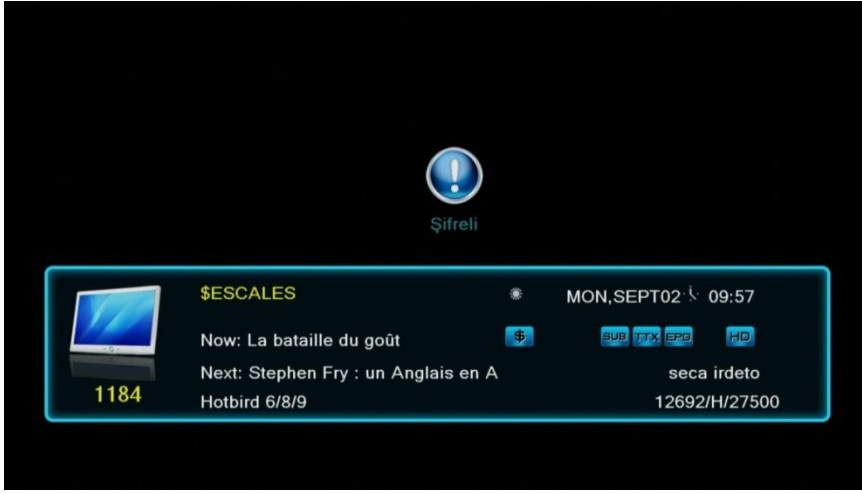 Şifreli
$ESCALES
MON,SEPT02 09:57
Now: La bataille du goût
$
SUB TTX EPG HD
Next: Stephen Fry : un Anglais en A
seca irdeto
1184
Hotbird 6/8/9
12692/H/27500